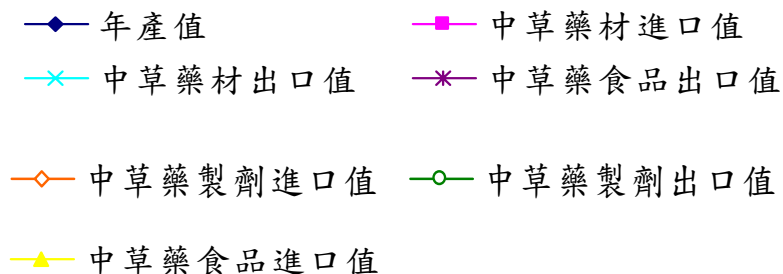 年產值 中草藥材進口值
中草藥材出口值 中草藥食品出口值
中草藥製劑進口值 中草藥製劑出口值
中草藥食品進口值